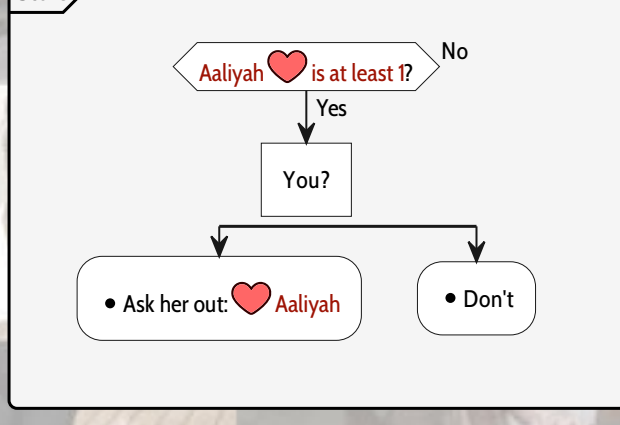 Aaliyah ❤ is at least 1?
No
Yes
You?
• Ask her out: ❤ Aaliyah
• Don't